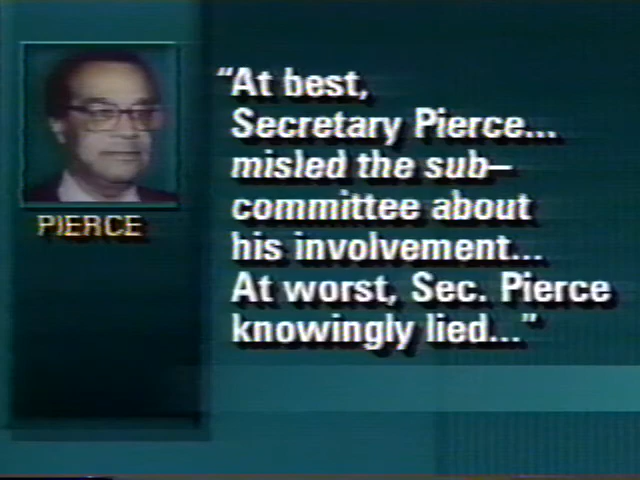 PIERCE
“At best,
Secretary Pierce...
misled the sub–
committee about
his involvement...
At worst, Sec. Pierce
knowingly lied...”